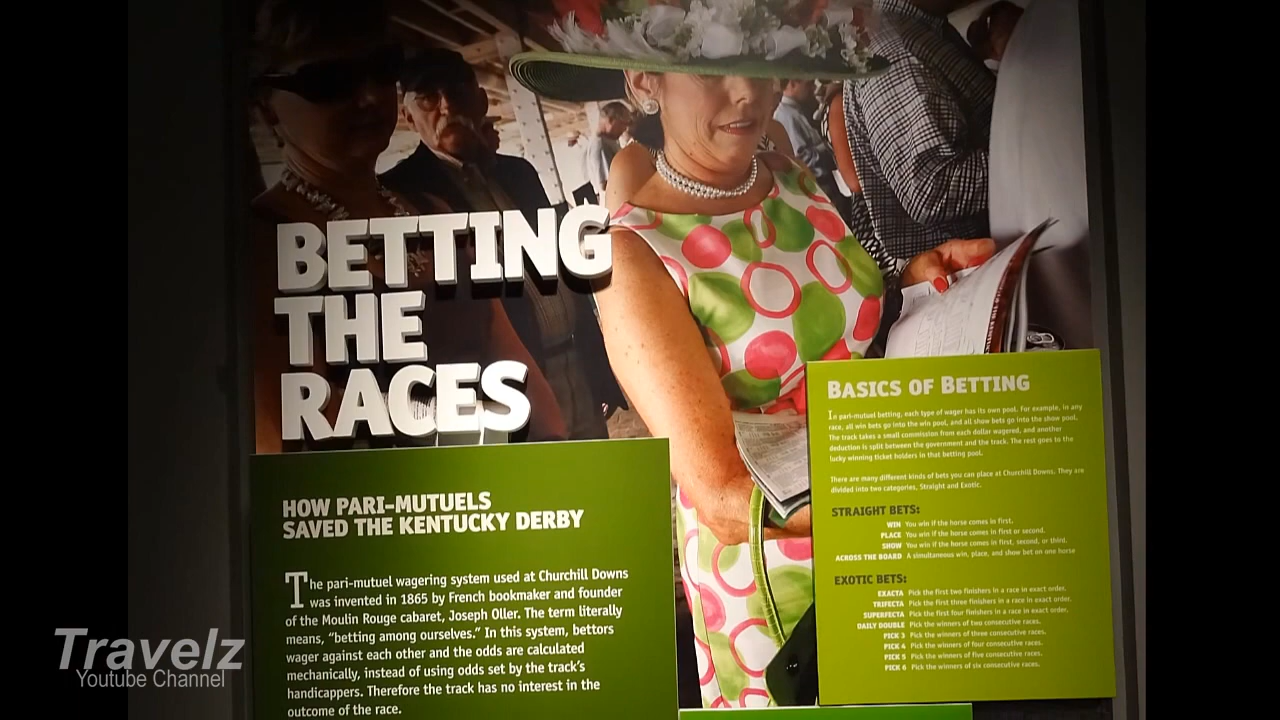 BETTING
THE
RACES
HOW PARI-MUTUELS
SAVED THE KENTUCKY DERBY
The pari-mutuel wagering system used at Churchill Downs
was invented in 1865 by French bookmaker and founder
of the Moulin Rouge cabaret, Joseph Oller. The term literally
means, “betting among ourselves.” In this system, bettors
wager against each other and the odds are calculated
mechanically, instead of using odds set by the track’s
handicappers. Therefore the track has no interest in the
outcome of the race.
BASICS OF BETTING
In pari-mutuel betting, each type of wager has its own pool. For example, in any
race, all win bets go into the win pool, and all show bets go into the show pool.
The track takes a small commission from each dollar wagered, and another
deduction is split between the government and the track. The rest goes to the
lucky winning ticket holders in that betting pool.
There are many different kinds of bets you can place at Churchill Downs. They are
divided into two categories, Straight and Exotic.
STRAIGHT BETS:
WIN You win if the horse comes in first.
PLACE You win if the horse comes in first or second.
SHOW You win if the horse comes in first, second, or third.
ACROSS THE BOARD A simultaneous win, place, and show bet on one horse
EXOTIC BETS:
EXACTA Pick the first two finishers in a race in exact order.
TRIFECTA Pick the first three finishers in a race in exact order.
SUPERFECTA Pick the first four finishers in a race in exact order.
DAILY DOUBLE Pick the winners of two consecutive races.
PICK 3 Pick the winners of three consecutive races.
PICK 4 Pick the winners of four consecutive races.
PICK 5 Pick the winners of five consecutive races.
PICK 6 Pick the winners of six consecutive races.
Travelz
Youtube Channel